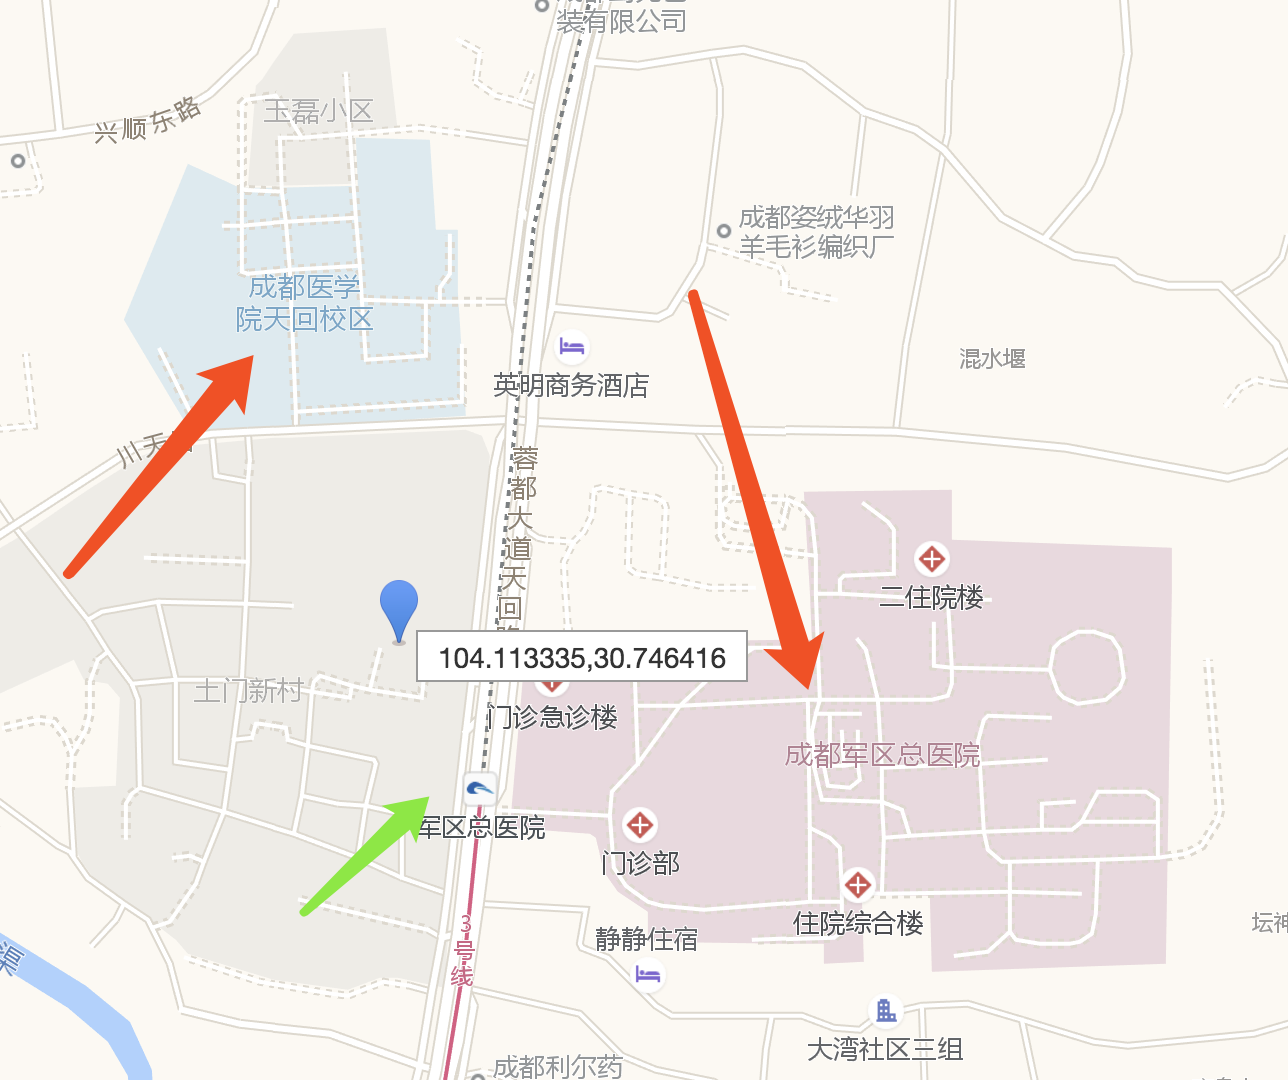 装有限公司
玉磊小区
兴顺东路
成都姿绒华羽
羊毛衫编织厂
成都医学
院天回校区
英明商务酒店
混水堰
川天
蓉都大道天回
二住院楼
104.113335,30.746416
土门新村
门诊急诊楼
成都军区总医院
军区总医院
门诊部
住院综合楼
3号线
静静住宿
坛神
渠
大湾社区三组
成都利尔药